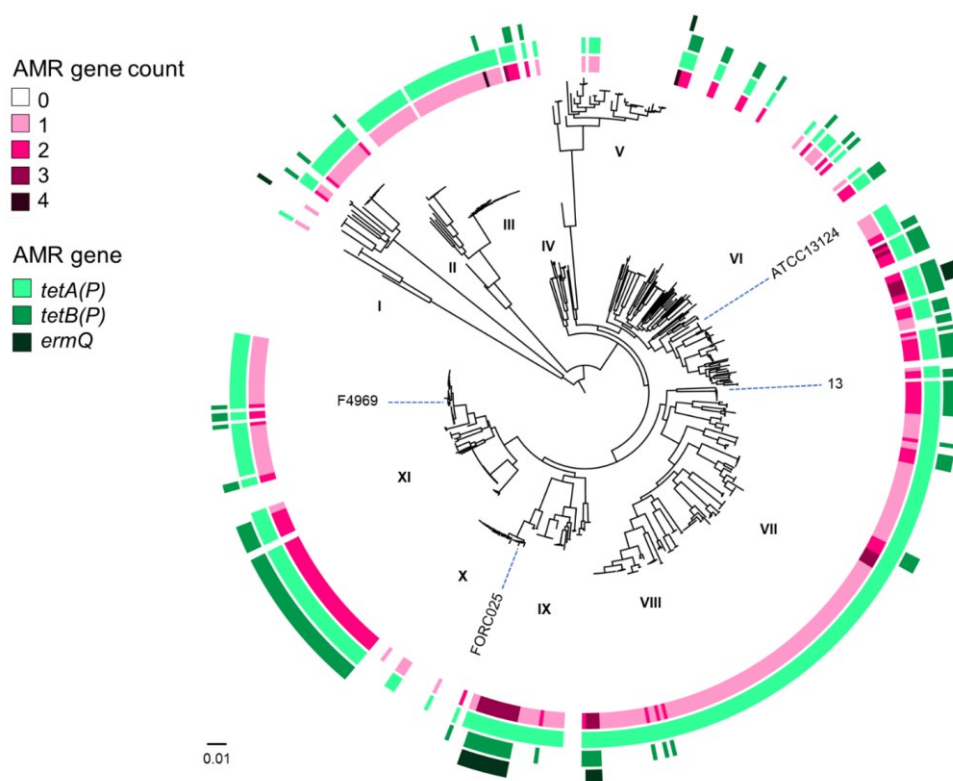 AMR gene count
0
1
2
3
4
AMR gene
tetA(P)
tetB(P)
ermQ
I
II
III
IV
V
VI
ATCC13124
13
F4969
XI
VII
X
FORC025
IX
VIII
0.01